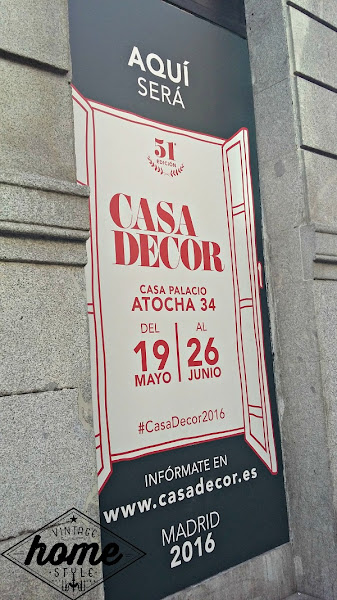 AQUÍ
SERÁ
51ª
EDICIÓN
CASA
DECOR
CASA PALACIO
ATOCHA 34
DEL AL
19 26
MAYO JUNIO
#CasaDecor2016
INFÓRMATE EN
www.casadecor.es
MADRID
2016
VINTAGE
home
STYLE